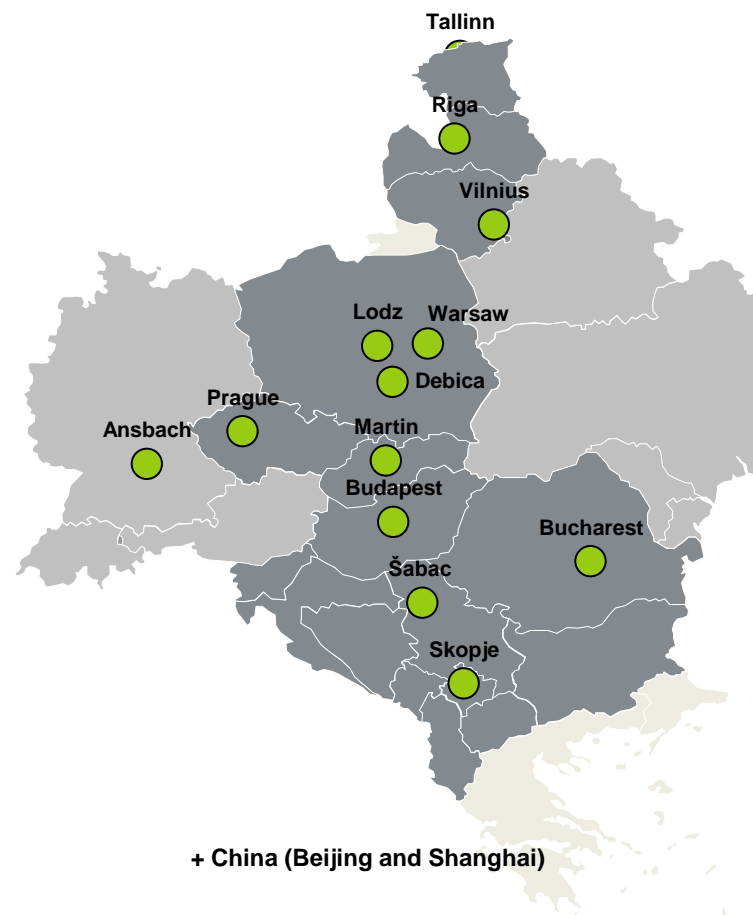 Tallinn
Riga
Vilnius
Lodz
Warsaw
Debica
Prague
Ansbach
Martin
Budapest
Bucharest
Šabac
Skopje
+ China (Beijing and Shanghai)